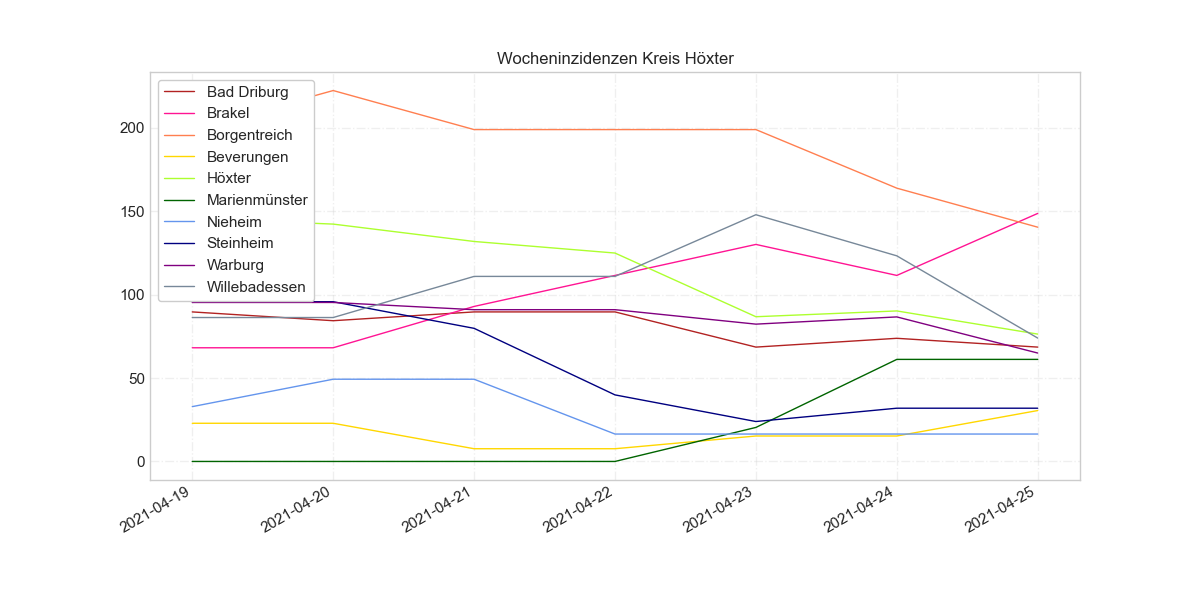 Wocheninzidenzen Kreis Höxter
Bad Driburg
Brakel
Borgentreich
Beverungen
Höxter
Marienmünster
Nieheim
Steinheim
Warburg
Willebadessen
200
150
100
50
0
2021-04-19
2021-04-20
2021-04-21
2021-04-22
2021-04-23
2021-04-24
2021-04-25